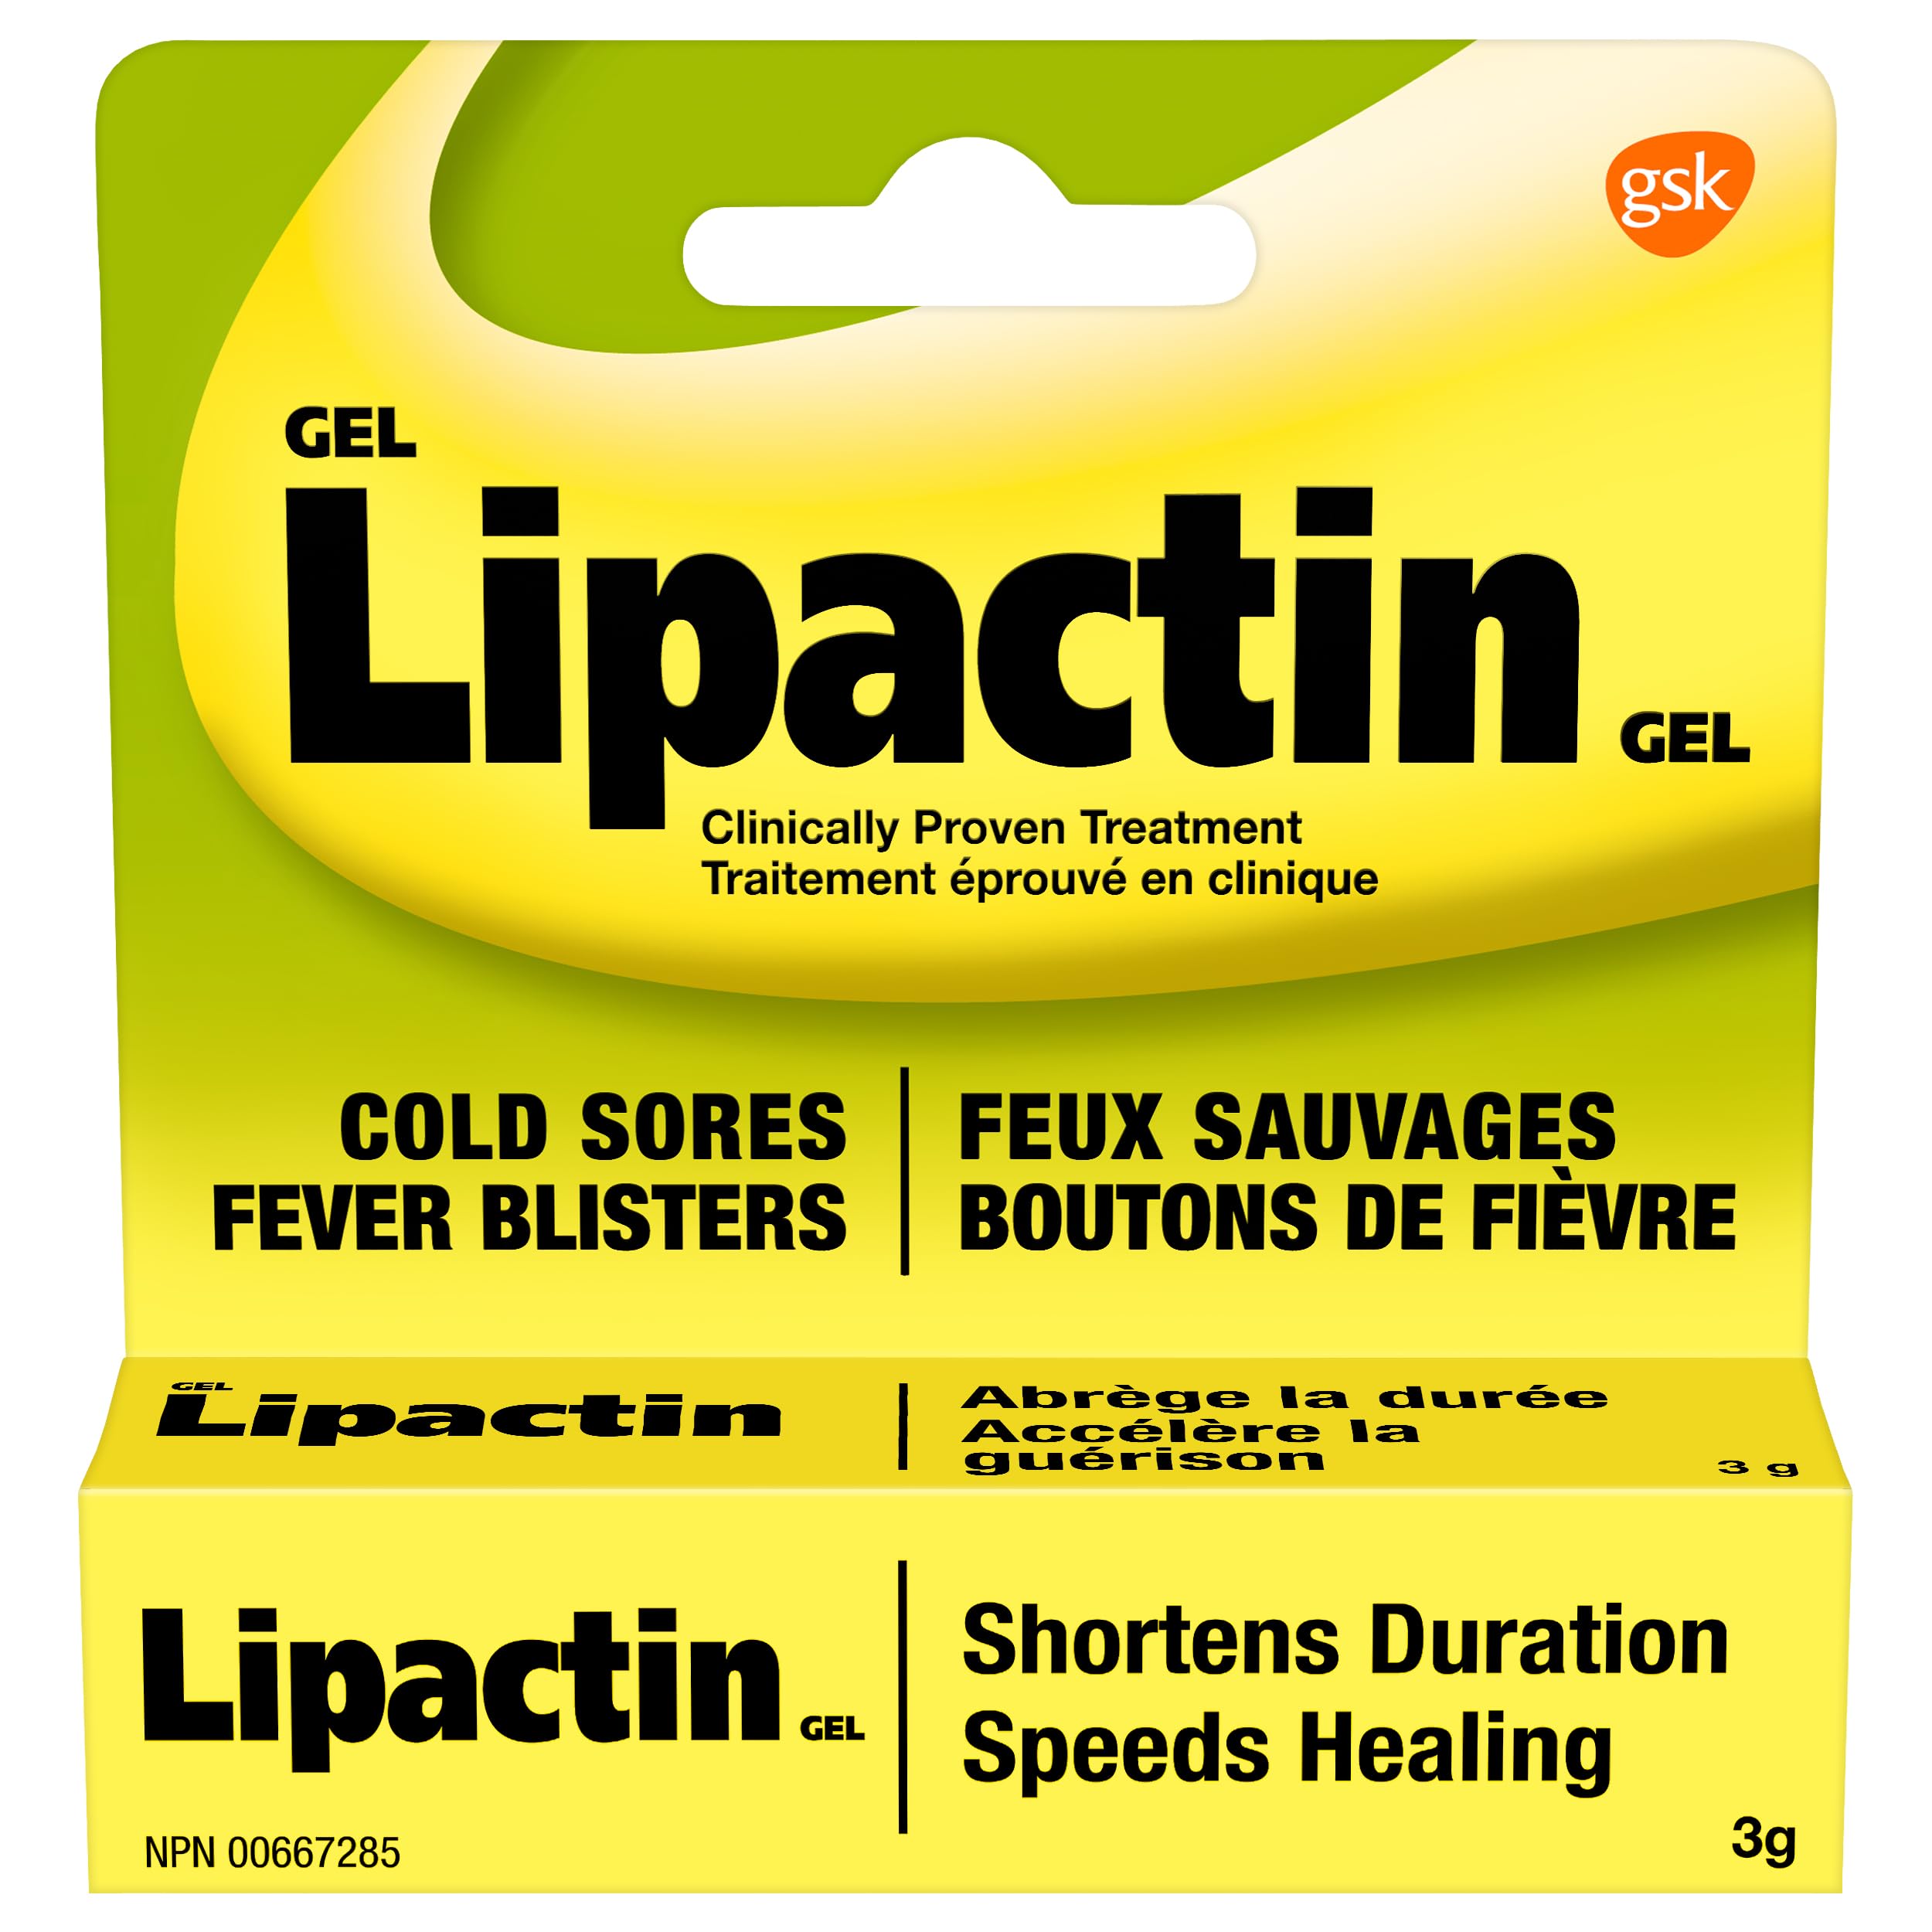 gsk
GEL
Lipactin GEL
Clinically Proven Treatment
Traitement éprouvé en clinique
COLD SORES
FEVER BLISTERS
FEUX SAUVAGES
BOUTONS DE FIÈVRE
GEL
Lipactin
Abrège la durée
Accélère la
guérison
3 g
Lipactin GEL
Shortens Duration
Speeds Healing
NPN 00667285
3g